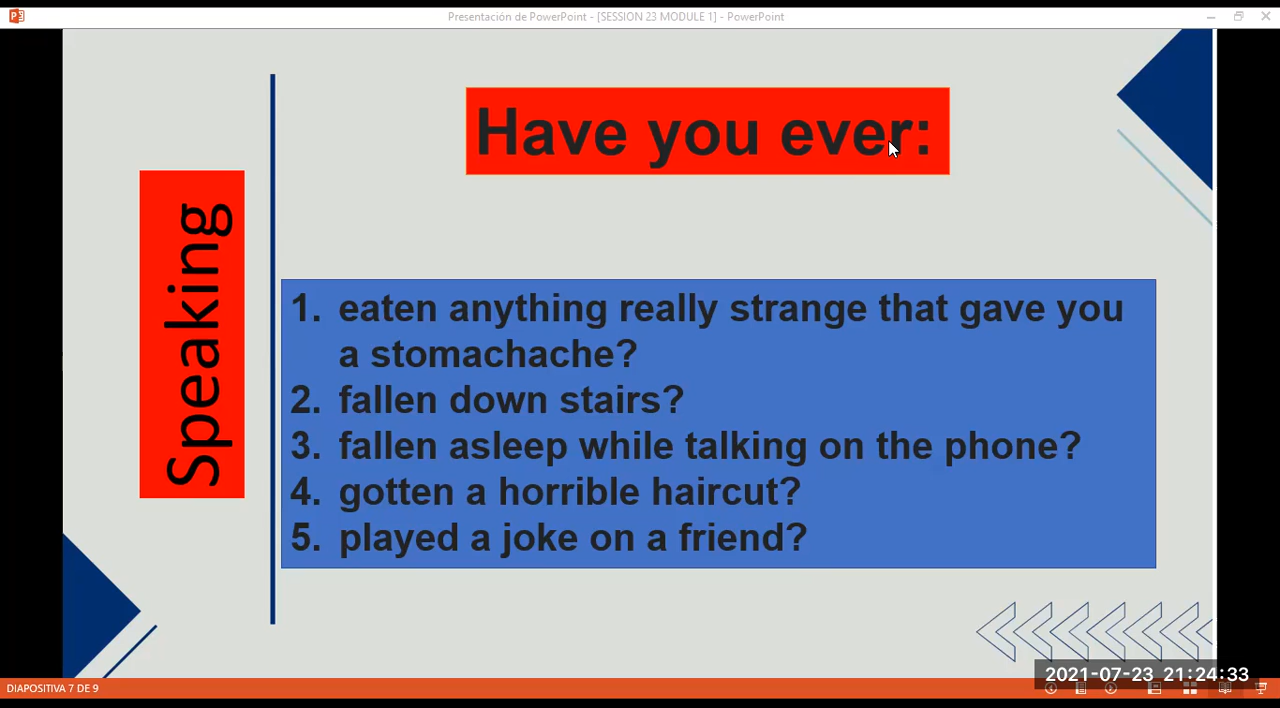 Presentación de PowerPoint - [SESSION 23 MODULE 1] - PowerPoint
Have you ever:
Speaking
1. eaten anything really strange that gave you
a stomachache?
2. fallen down stairs?
3. fallen asleep while talking on the phone?
4. gotten a horrible haircut?
5. played a joke on a friend?
2021-07-23 21:24:33
DIAPOSITIVA 7 DE 9